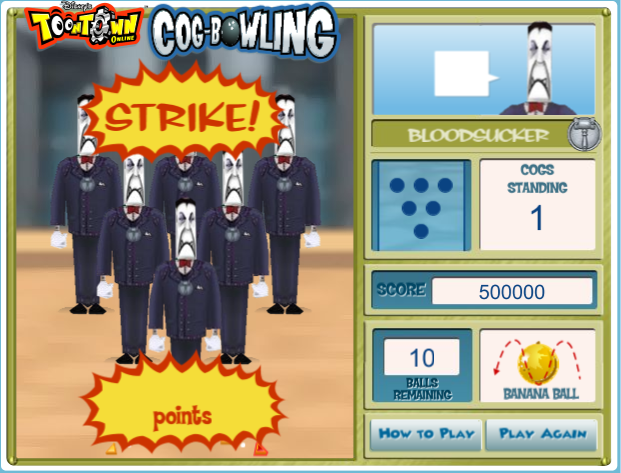 Disney's
TOONTOWN
ONLINE
COG-BOWLING
STRIKE!
BLOODSUCKER
COGS
STANDING
1
SCORE
500000
10
BALLS
REMAINING
BANANA BALL
points
HOW TO PLAY
PLAY AGAIN